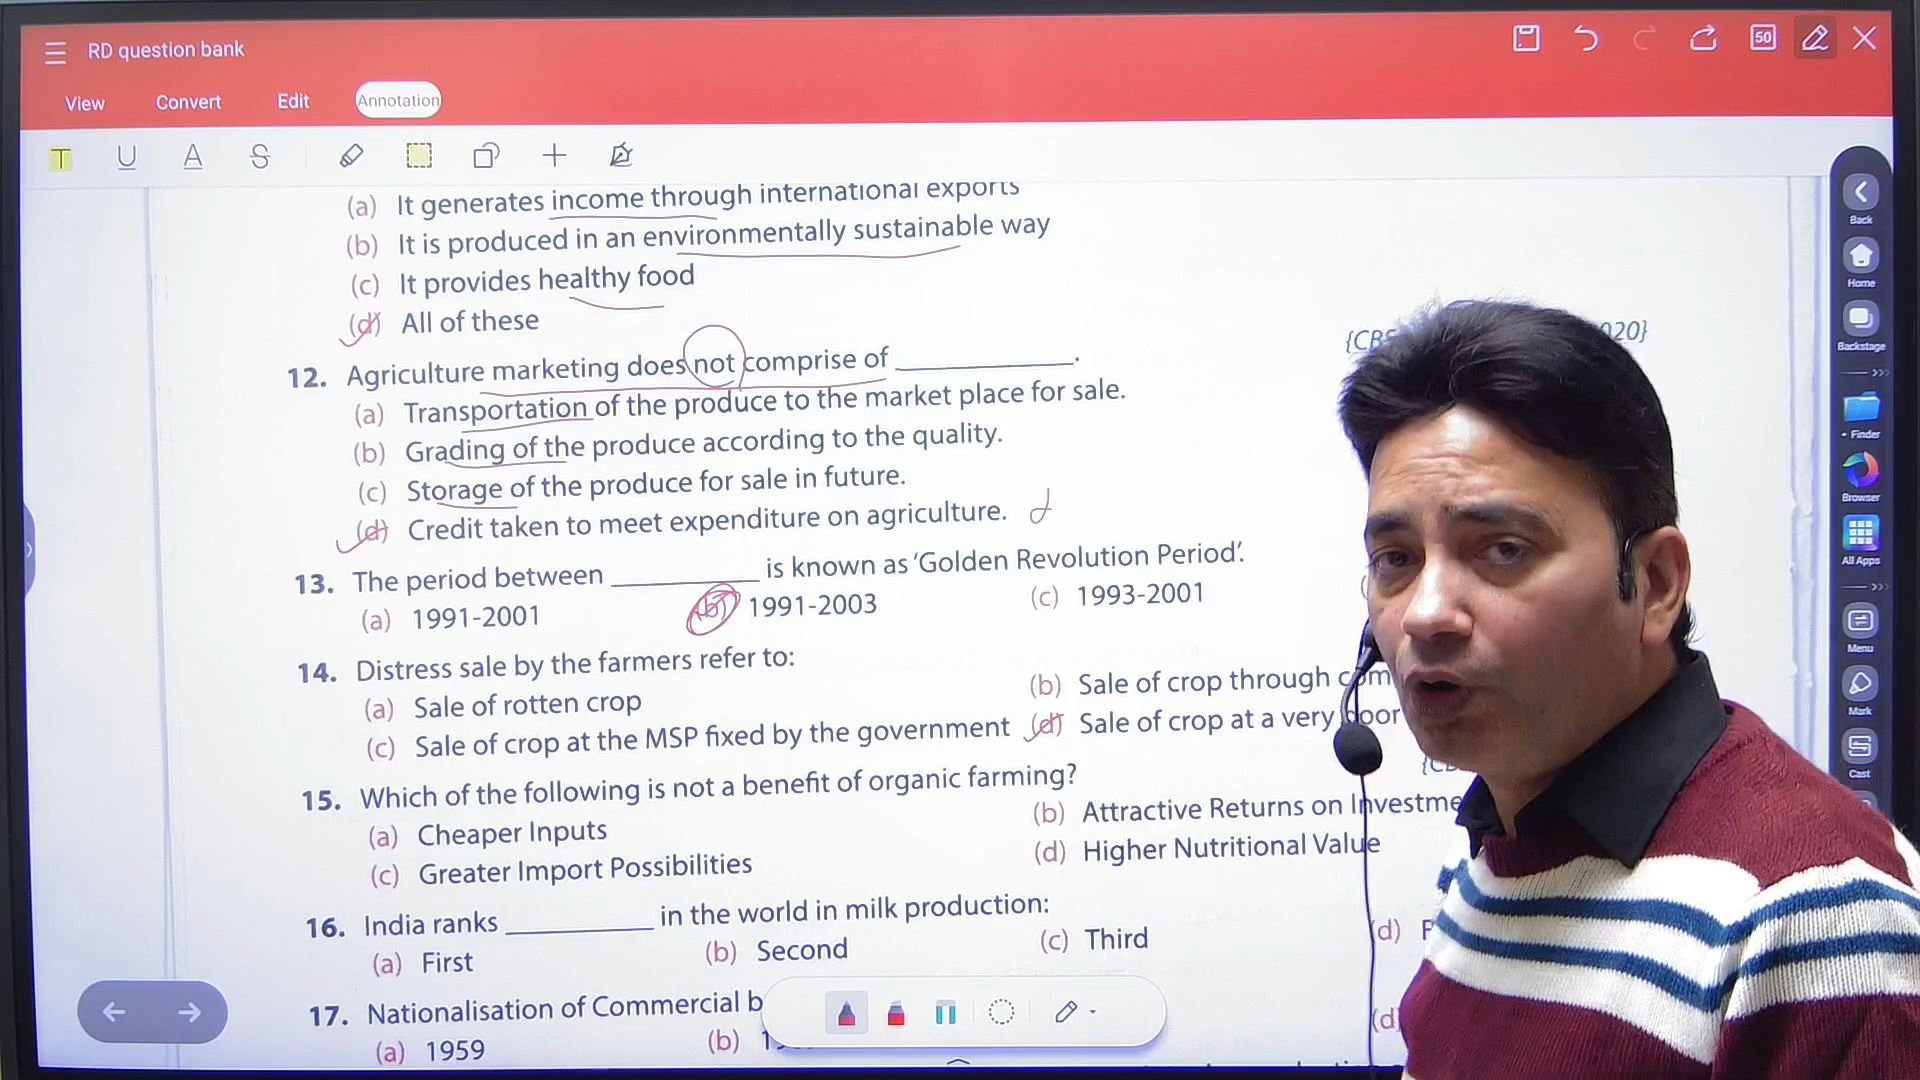 RD question bank
50
View Convert Edit Annotation
(a) It generates income through international exports
(b) It is produced in an environmentally sustainable way
(c) It provides healthy food
(d) All of these
020}
12. Agriculture marketing does not comprise of __________.
(a) Transportation of the produce to the market place for sale.
(b) Grading of the produce according to the quality.
(c) Storage of the produce for sale in future.
(d) Credit taken to meet expenditure on agriculture. d
13. The period between __________ is known as ‘Golden Revolution Period’.
(a) 1991-2001 (b) 1991-2003 (c) 1993-2001
14. Distress sale by the farmers refer to:
(a) Sale of rotten crop (b) Sale of crop through
(c) Sale of crop at the MSP fixed by the government (d) Sale of crop at a very
15. Which of the following is not a benefit of organic farming?
(a) Cheaper Inputs (b) Attractive Returns on
(c) Greater Import Possibilities (d) Higher Nutritional Value
16. India ranks __________ in the world in milk production:
(a) First (b) Second (c) Third (d)
17. Nationalisation of Commercial
(a) 1959 (b) (d)
Back
Home
Backstage
Finder
Browser
All Apps
Menu
Mark
Cast